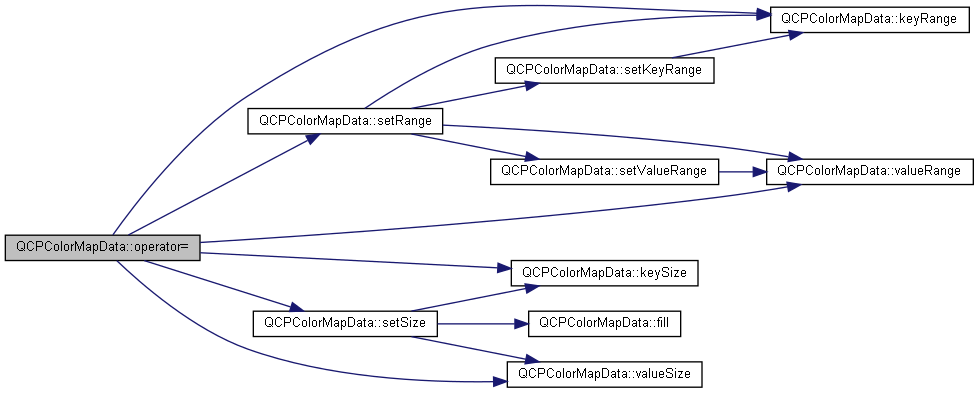 QCPColorMapData::keyRange
QCPColorMapData::setKeyRange
QCPColorMapData::setRange
QCPColorMapData::setValueRange
QCPColorMapData::valueRange
QCPColorMapData::operator=
QCPColorMapData::keySize
QCPColorMapData::setSize
QCPColorMapData::fill
QCPColorMapData::valueSize